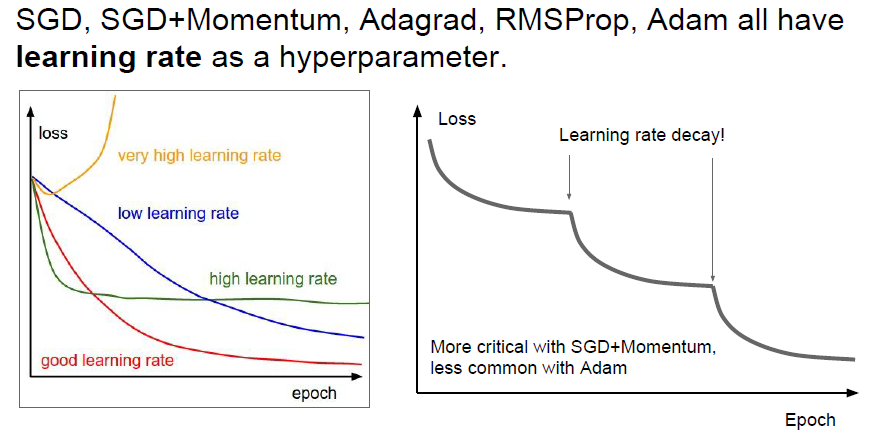 SGD, SGD+Momentum, Adagrad, RMSProp, Adam all have
learning rate as a hyperparameter.
loss
very high learning rate
low learning rate
high learning rate
good learning rate
epoch
Loss
Learning rate decay!
More critical with SGD+Momentum,
less common with Adam
Epoch